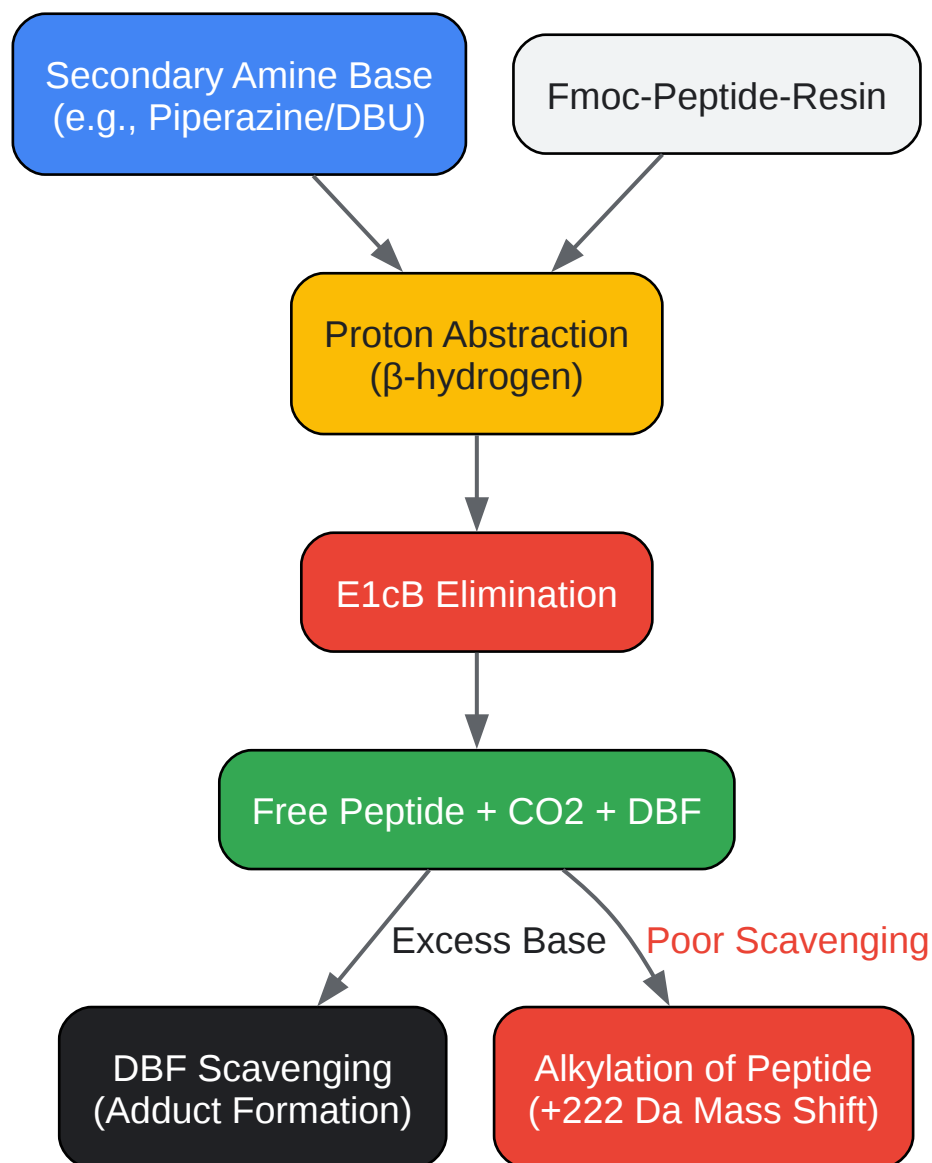 Secondary Amine Base
(e.g., Piperazine/DBU)
Fmoc-Peptide-Resin
Proton Abstraction
(β-hydrogen)
E1cB Elimination
Free Peptide + CO2 + DBF
Excess Base
Poor Scavenging
DBF Scavenging
(Adduct Formation)
Alkylation of Peptide
(+222 Da Mass Shift)